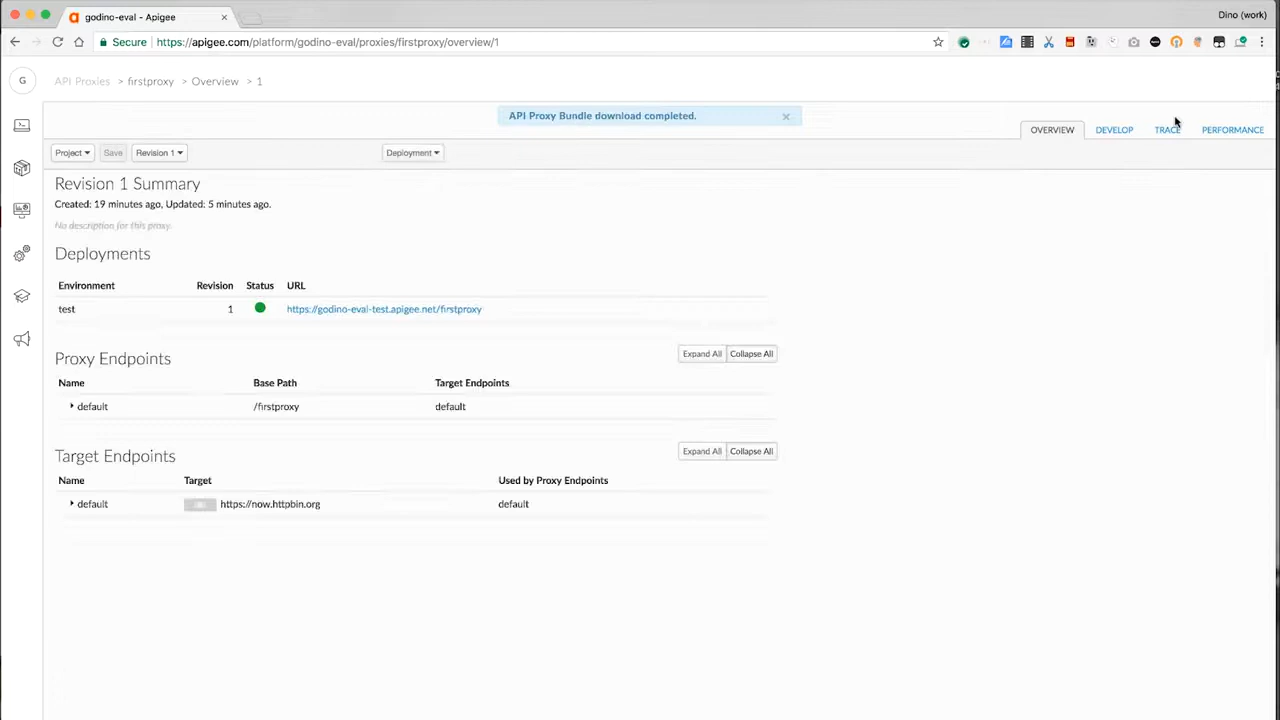 godino-eval - Apigee
Dino (work)
Secure https://apigee.com/platform/godino-eval/proxies/firstproxy/overview/1
G
API Proxies > firstproxy > Overview > 1
API Proxy Bundle download completed.
OVERVIEW DEVELOP TRACE PERFORMANCE
Project Save Revision 1 Deployment
Revision 1 Summary
Created: 19 minutes ago, Updated: 5 minutes ago.
No description for this proxy.
Deployments
Environment Revision Status URL
test 1 https://godino-eval-test.apigee.net/firstproxy
Proxy Endpoints Expand All Collapse All
Name Base Path Target Endpoints
default /firstproxy default
Target Endpoints Expand All Collapse All
Name Target Used by Proxy Endpoints
default https://now.httpbin.org default